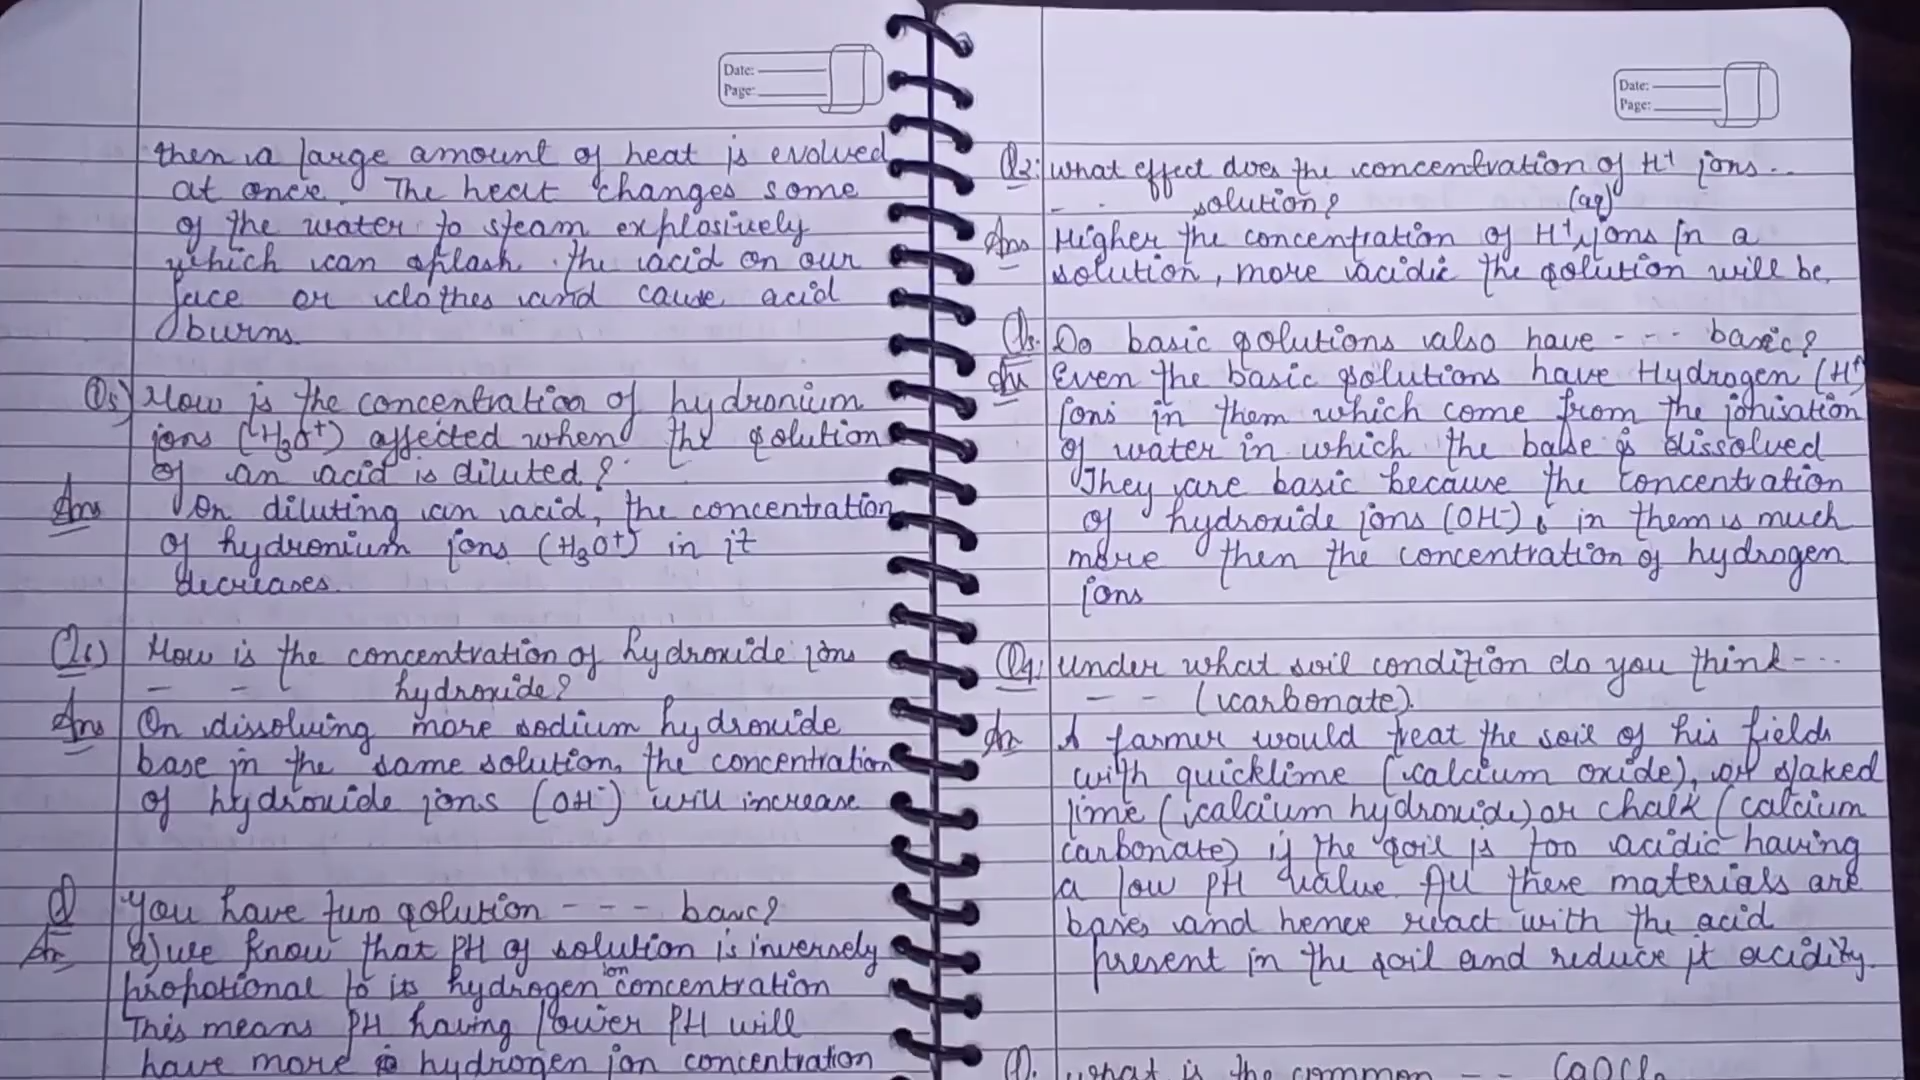 Date:
Page:
then a large amount of heat is evolved
at once. The heat changes some
of the water to steam explosively
which can splash the acid on our
face or clothes and cause acid
burns.
Q5) How is the concentration of hydronium
ions (H3O+) affected when the solution
of an acid is diluted?
Ans On diluting an acid, the concentration
of hydronium ions (H3O+) in it
decreases.
Q6) How is the concentration of hydroxide ions
- - hydroxide?
Ans On dissolving more sodium hydroxide
base in the same solution, the concentration
of hydroxide ions (OH-) will increase
Q You have two solution --- basic?
An a) we know that PH of solution is inversely
propotional to its hydrogen ion concentration
This means PH having lower PH will
have more hydrogen ion concentration
Date:
Page:
Q2: what effect does the concentration of H+ ions...
- . solution?
Ans Higher the concentration of H+(aq) ions in a
solution, more acidic the solution will be.
Q3. Do basic solutions also have --- basic?
An Even the basic solutions have Hydrogen (H+)
ions in them which come from the ionisation
of water in which the base is dissolved
They are basic because the concentration
of hydroxide ions (OH-) in them is much
more then the concentration of hydrogen
ions
Q4. Under what soil condition do you think ---
- - (carbonate).
An A farmer would treat the soil of his fields
with quicklime (calcium oxide), or slaked
lime (calcium hydroxide) or chalk (calcium
carbonate) if the soil is too acidic having
a low PH value All these materials are
bases and hence react with the acid
present in the soil and reduce it acidity.
Q. what is the common -- CaOCl2